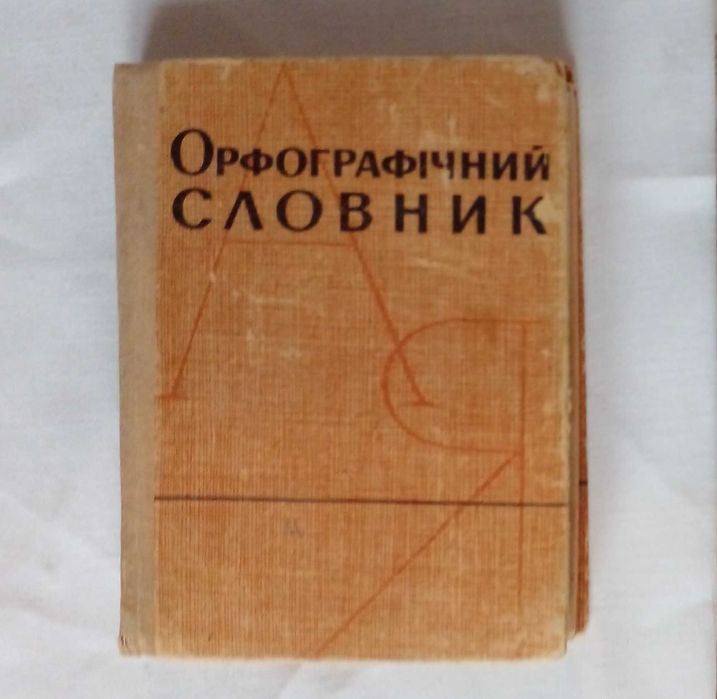 Орфографічний
словник
А
Я